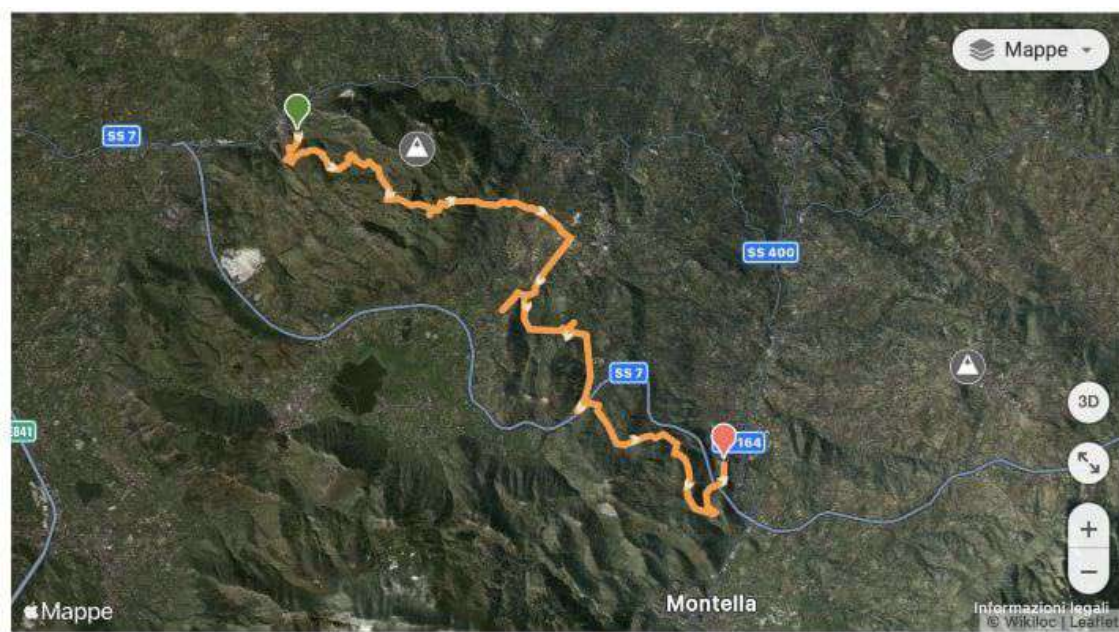 Mappe
SS 7
SS 400
SS 7
164
3D
Montella
Mappe
Informazioni legali
© Wikiloc | Leaflet